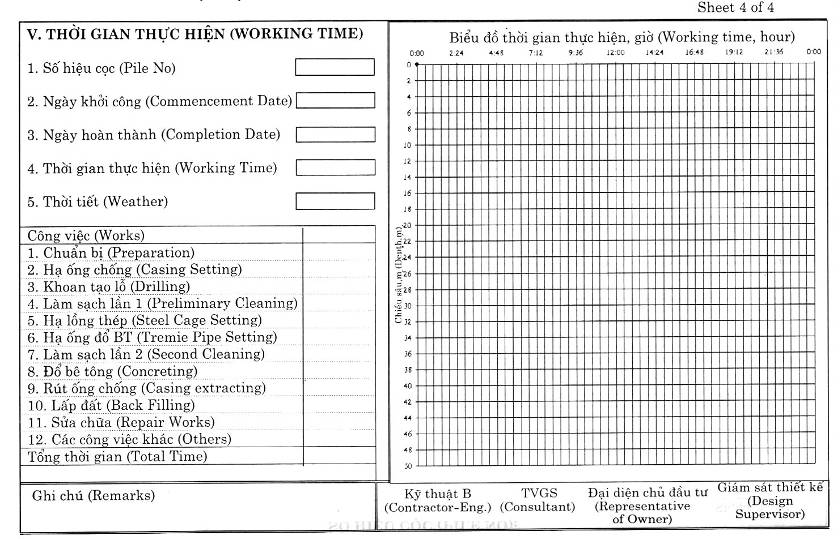 Sheet 4 of 4
V. THỜI GIAN THỰC HIỆN (WORKING TIME)
1. Số hiệu cọc (Pile No)
2. Ngày khởi công (Commencement Date)
3. Ngày hoàn thành (Completion Date)
4. Thời gian thực hiện (Working Time)
5. Thời tiết (Weather)
Công việc (Works)
1. Chuẩn bị (Preparation)
2. Hạ ống chống (Casing Setting)
3. Khoan tạo lỗ (Drilling)
4. Làm sạch lần 1 (Preliminary Cleaning)
5. Hạ lồng thép (Steel Cage Setting)
6. Hạ ống đổ BT (Tremie Pipe Setting)
7. Làm sạch lần 2 (Second Cleaning)
8. Đổ bê tông (Concreting)
9. Rút ống chống (Casing extracting)
10. Lấp đất (Back Filling)
11. Sửa chữa (Repair Works)
12. Các công việc khác (Others)
Tổng thời gian (Total Time)
Biểu đồ thời gian thực hiện, giờ (Working time, hour)
0:00 2:24 4:48 7:12 9:36 12:00 14:24 16:48 19:12 21:36 0:00
0
2
4
6
8
10
12
14
16
18
20
22
24
26
28
30
32
34
36
38
40
42
44
46
48
50
Chiều sâu,m (Depth,m)
Ghi chú (Remarks)
Kỹ thuật B
(Contractor-Eng.)
TVGS
(Consultant)
Đại diện chủ đầu tư
(Representative
of Owner)
Giám sát thiết kế
(Design
Supervisor)